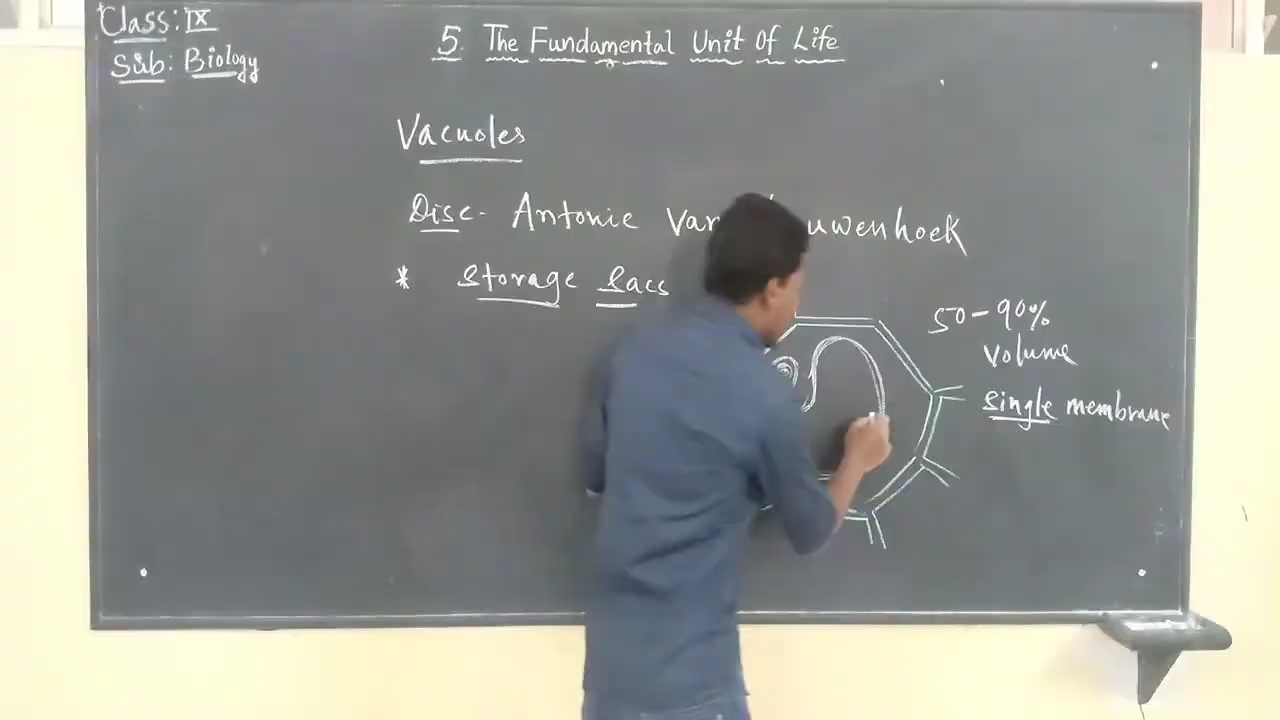 Class: IX
Sub: Biology
5. The Fundamental Unit Of Life
Vacuoles
Disc- Antonie Van
* Storage Sacs
50-90%
Volume
Single membrane